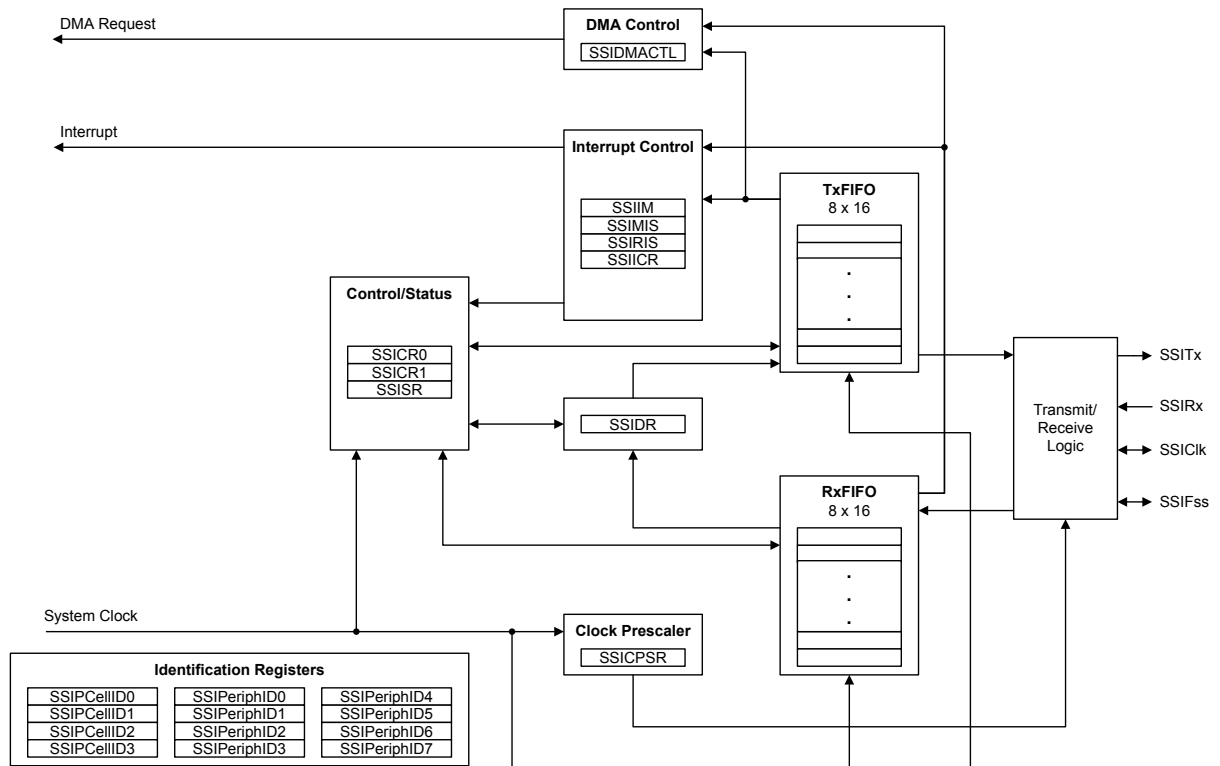 DMA Request
DMA Control
SSIDMACTL
Interrupt
Interrupt Control
SSIIM
SSIMIS
SSIRIS
SSIICR
TxFIFO
8 x 16
.
.
.
Control/Status
SSICR0
SSICR1
SSISR
SSIDR
Transmit/
Receive
Logic
SSITx
SSIRx
SSIClk
SSIFss
RxFIFO
8 x 16
.
.
.
System Clock
Clock Prescaler
SSICPSR
Identification Registers
SSIPCellID0 SSIPeriphID0 SSIPeriphID4
SSIPCellID1 SSIPeriphID1 SSIPeriphID5
SSIPCellID2 SSIPeriphID2 SSIPeriphID6
SSIPCellID3 SSIPeriphID3 SSIPeriphID7